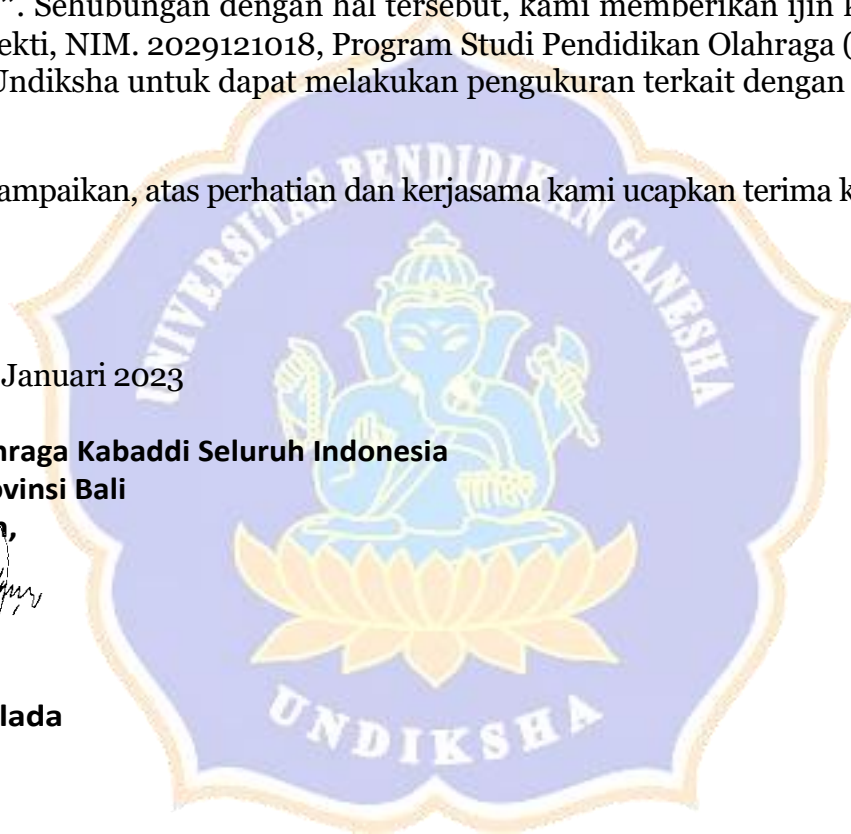 ". Sehubungan dengan hal tersebut, kami memberikan ijin
ekti, NIM. 2029121018, Program Studi Pendidikan Olahraga (
Undiksha untuk dapat melakukan pengukuran terkait dengan
ampaikan, atas perhatian dan kerjasama kami ucapkan terima k
UNIVERSITAS PENDIDIKAN GANESHA
Januari 2023
hraga Kabaddi Seluruh Indonesia
ovinsi Bali
lada
UNDIKSHA